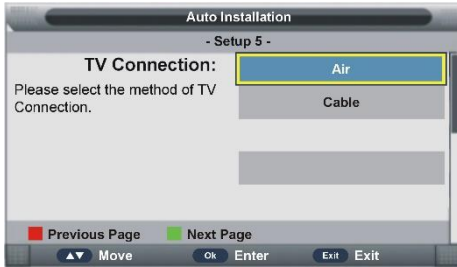 Auto Installation
- Setup 5 -
TV Connection:
Please select the method of TV
Connection.
Air
Cable
Previous Page Next Page
▲▼ Move Ok Enter Exit Exit